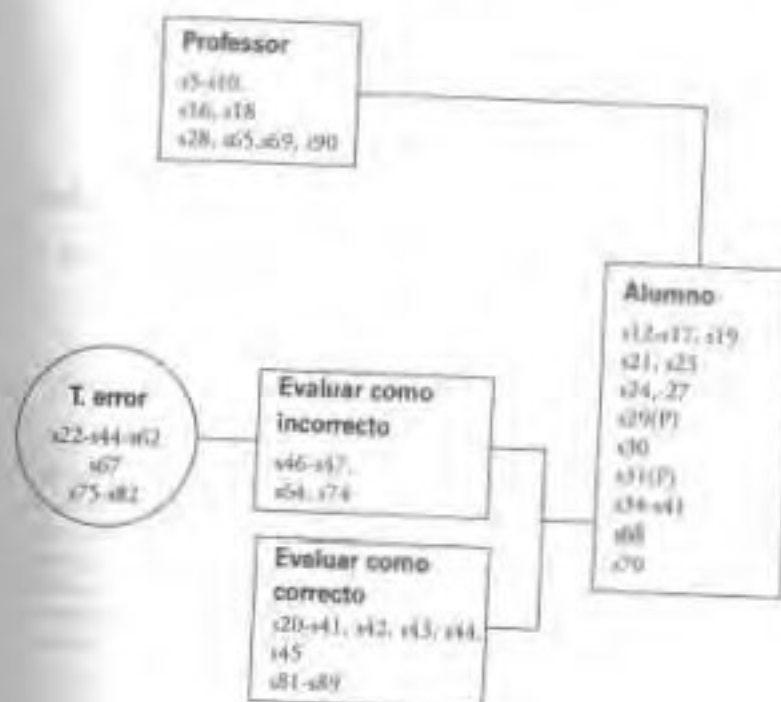 Professor
s5-s10,
s16, s18
s28, s65,s69, s90
Alumno
s12-s17, s19
s21, s23
s24,-27
s29(P)
s30
s31(P)
s34-s41
s68
s70
T. error
s22-s44-s62
s67
s75-s82
Evaluar como
incorrecto
s46-s47,
s64, s74
Evaluar como
correcto
s20-s41, s42, s43, s44,
s45
s81-s89